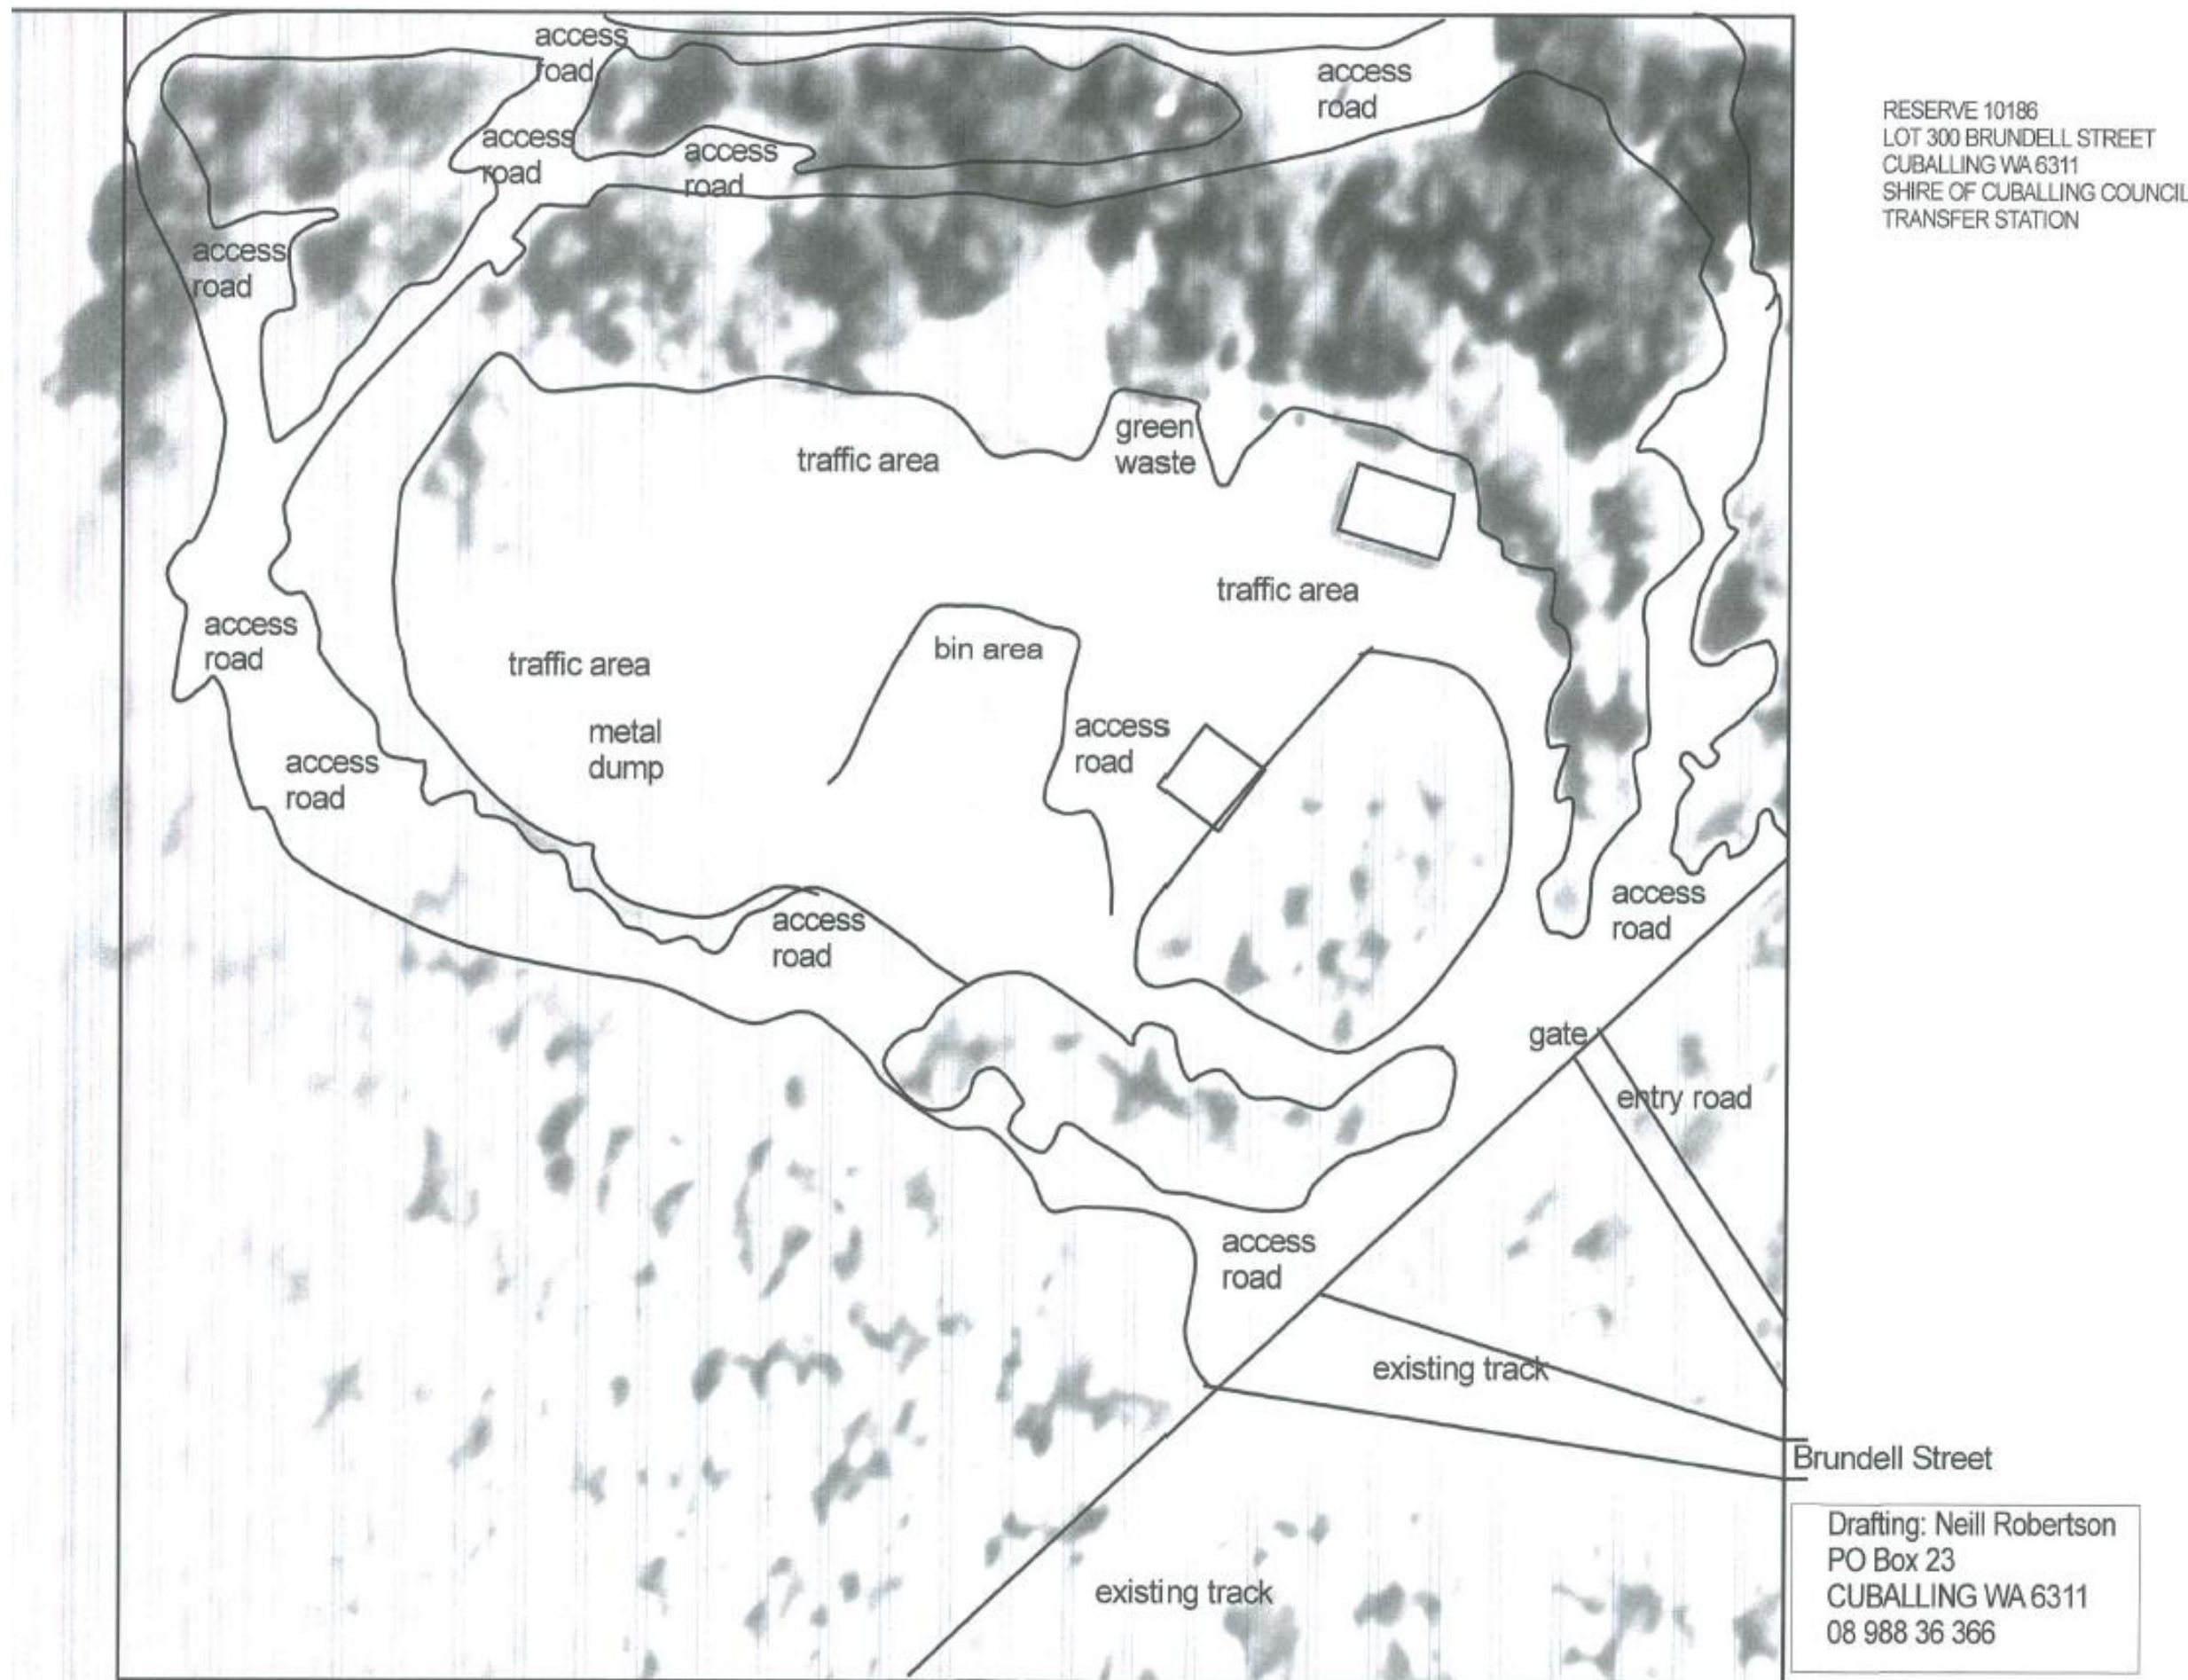 access
road
access
road
access
road
access
road
RESERVE 10186
LOT 300 BRUNDELL STREET
CUBALLING WA 6311
SHIRE OF CUBALLING COUNCIL
TRANSFER STATION
access
road
traffic area
green
waste
traffic area
access
road
traffic area
bin area
metal
dump
access
road
access
road
access
road
access
road
gate
entry road
access
road
existing track
Brundell Street
existing track
Drafting: Neill Robertson
PO Box 23
CUBALLING WA 6311
08 988 36 366